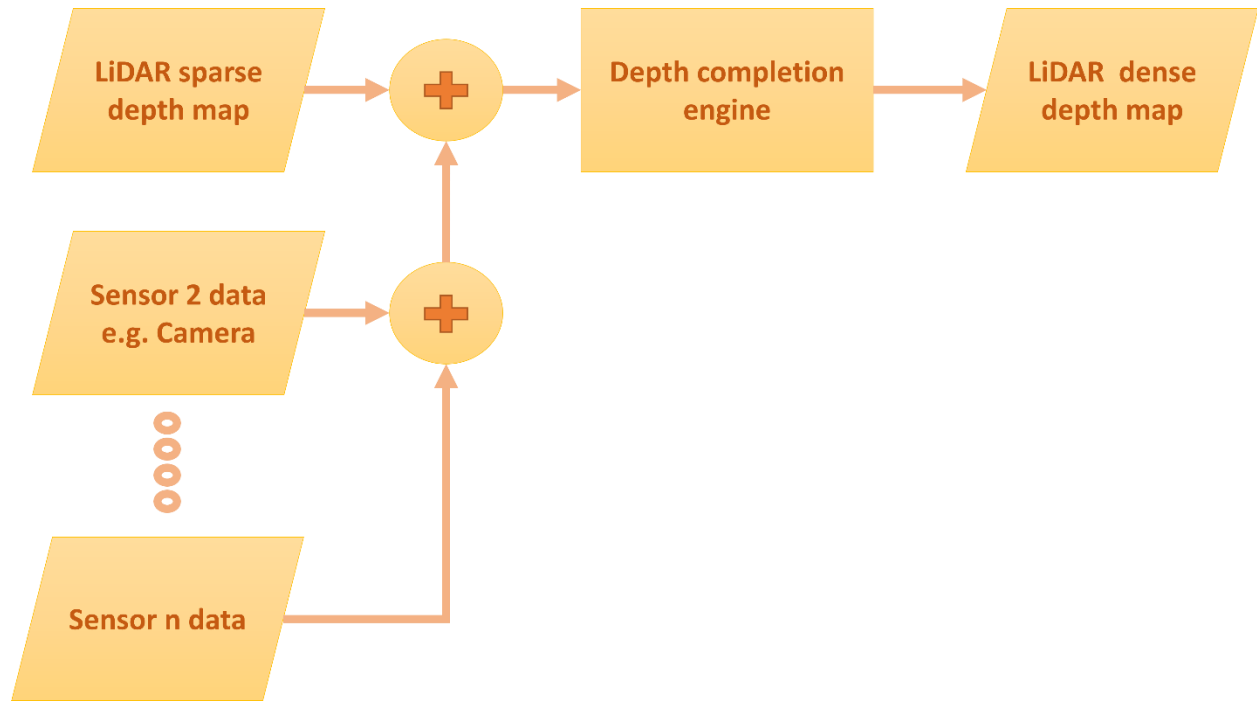 LiDAR sparse
depth map
Depth completion
engine
LiDAR  dense
depth map
Sensor 2 data
e.g. Camera
Sensor n data